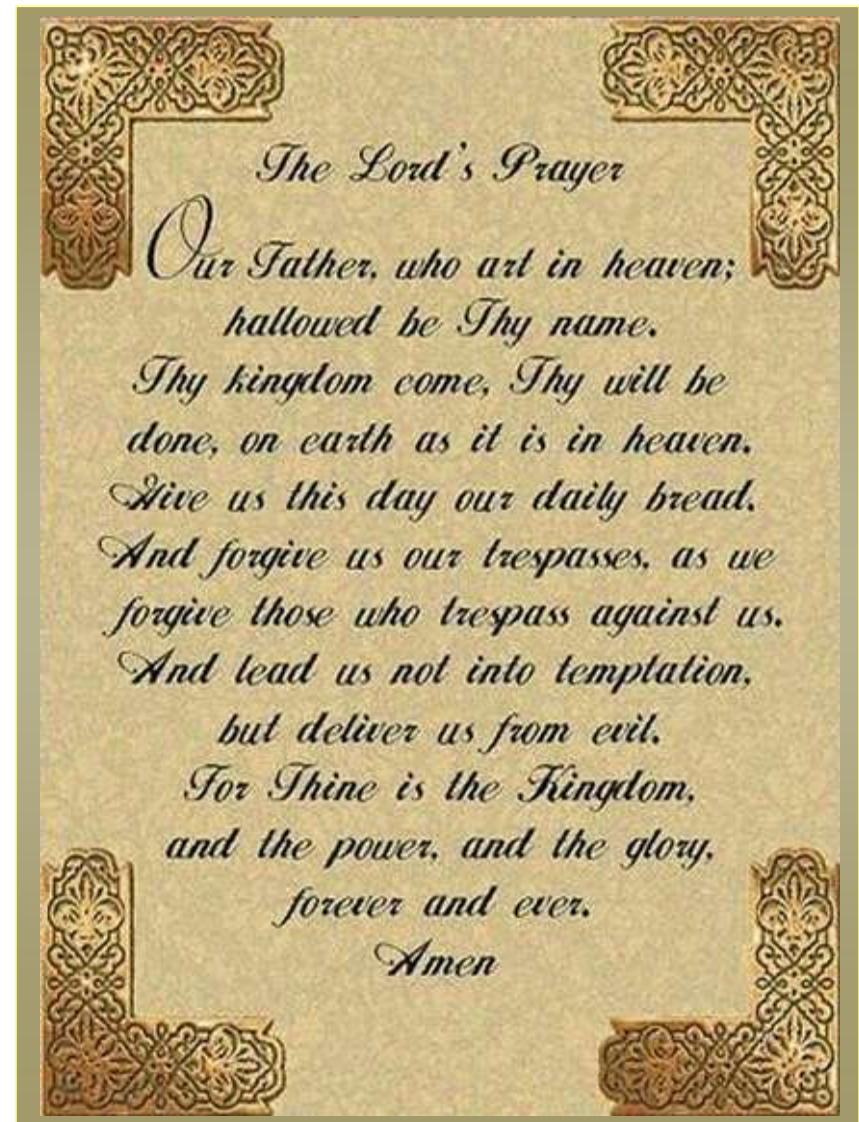 The Lord's Prayer
Our Father, who art in heaven;
hallowed be Thy name.
Thy kingdom come, Thy will be
done, on earth as it is in heaven.
Give us this day our daily bread.
And forgive us our trespasses, as we
forgive those who trespass against us.
And lead us not into temptation,
but deliver us from evil.
For Thine is the Kingdom,
and the power, and the glory,
forever and ever.
Amen